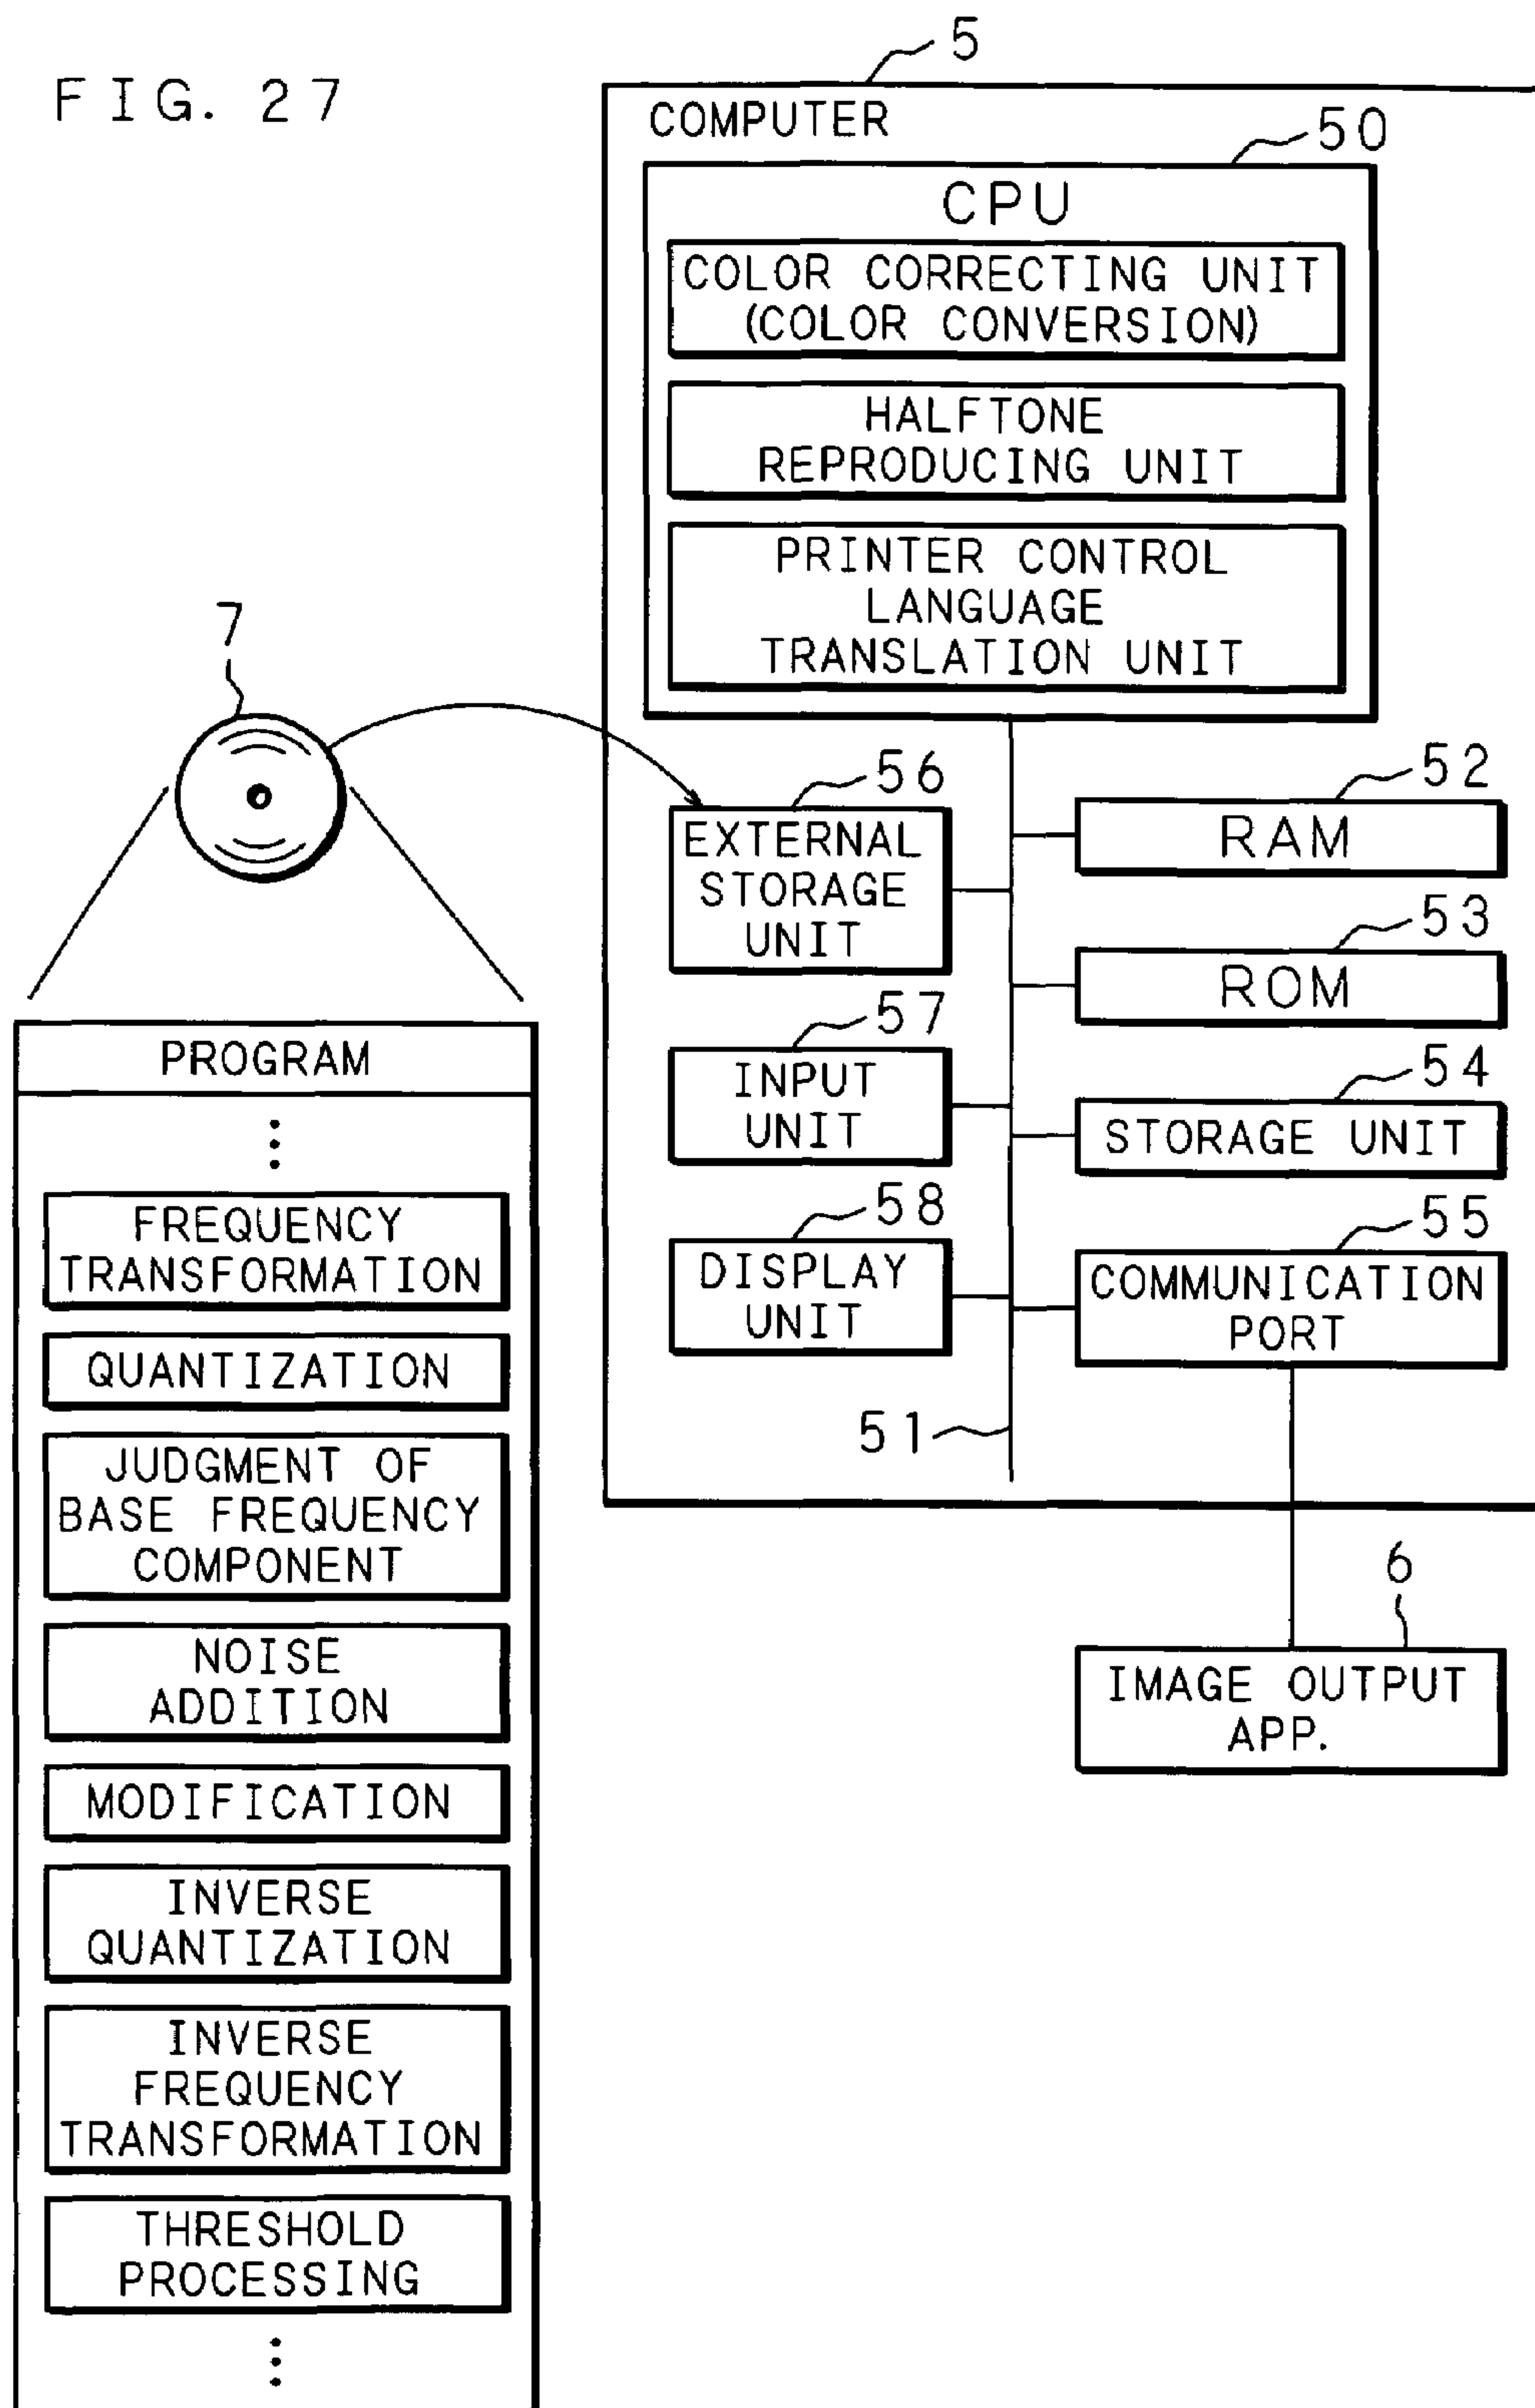 FIG. 27
5
COMPUTER
50
CPU
COLOR CORRECTING UNIT
(COLOR CONVERSION)
HALFTONE
REPRODUCING UNIT
PRINTER CONTROL
LANGUAGE
TRANSLATION UNIT
7
56
EXTERNAL
STORAGE
UNIT
52
RAM
53
ROM
57
INPUT
UNIT
54
STORAGE UNIT
58
DISPLAY
UNIT
55
COMMUNICATION
PORT
51
6
IMAGE OUTPUT
APP.
PROGRAM
FREQUENCY
TRANSFORMATION
QUANTIZATION
JUDGMENT OF
BASE FREQUENCY
COMPONENT
NOISE
ADDITION
MODIFICATION
INVERSE
QUANTIZATION
INVERSE
FREQUENCY
TRANSFORMATION
THRESHOLD
PROCESSING